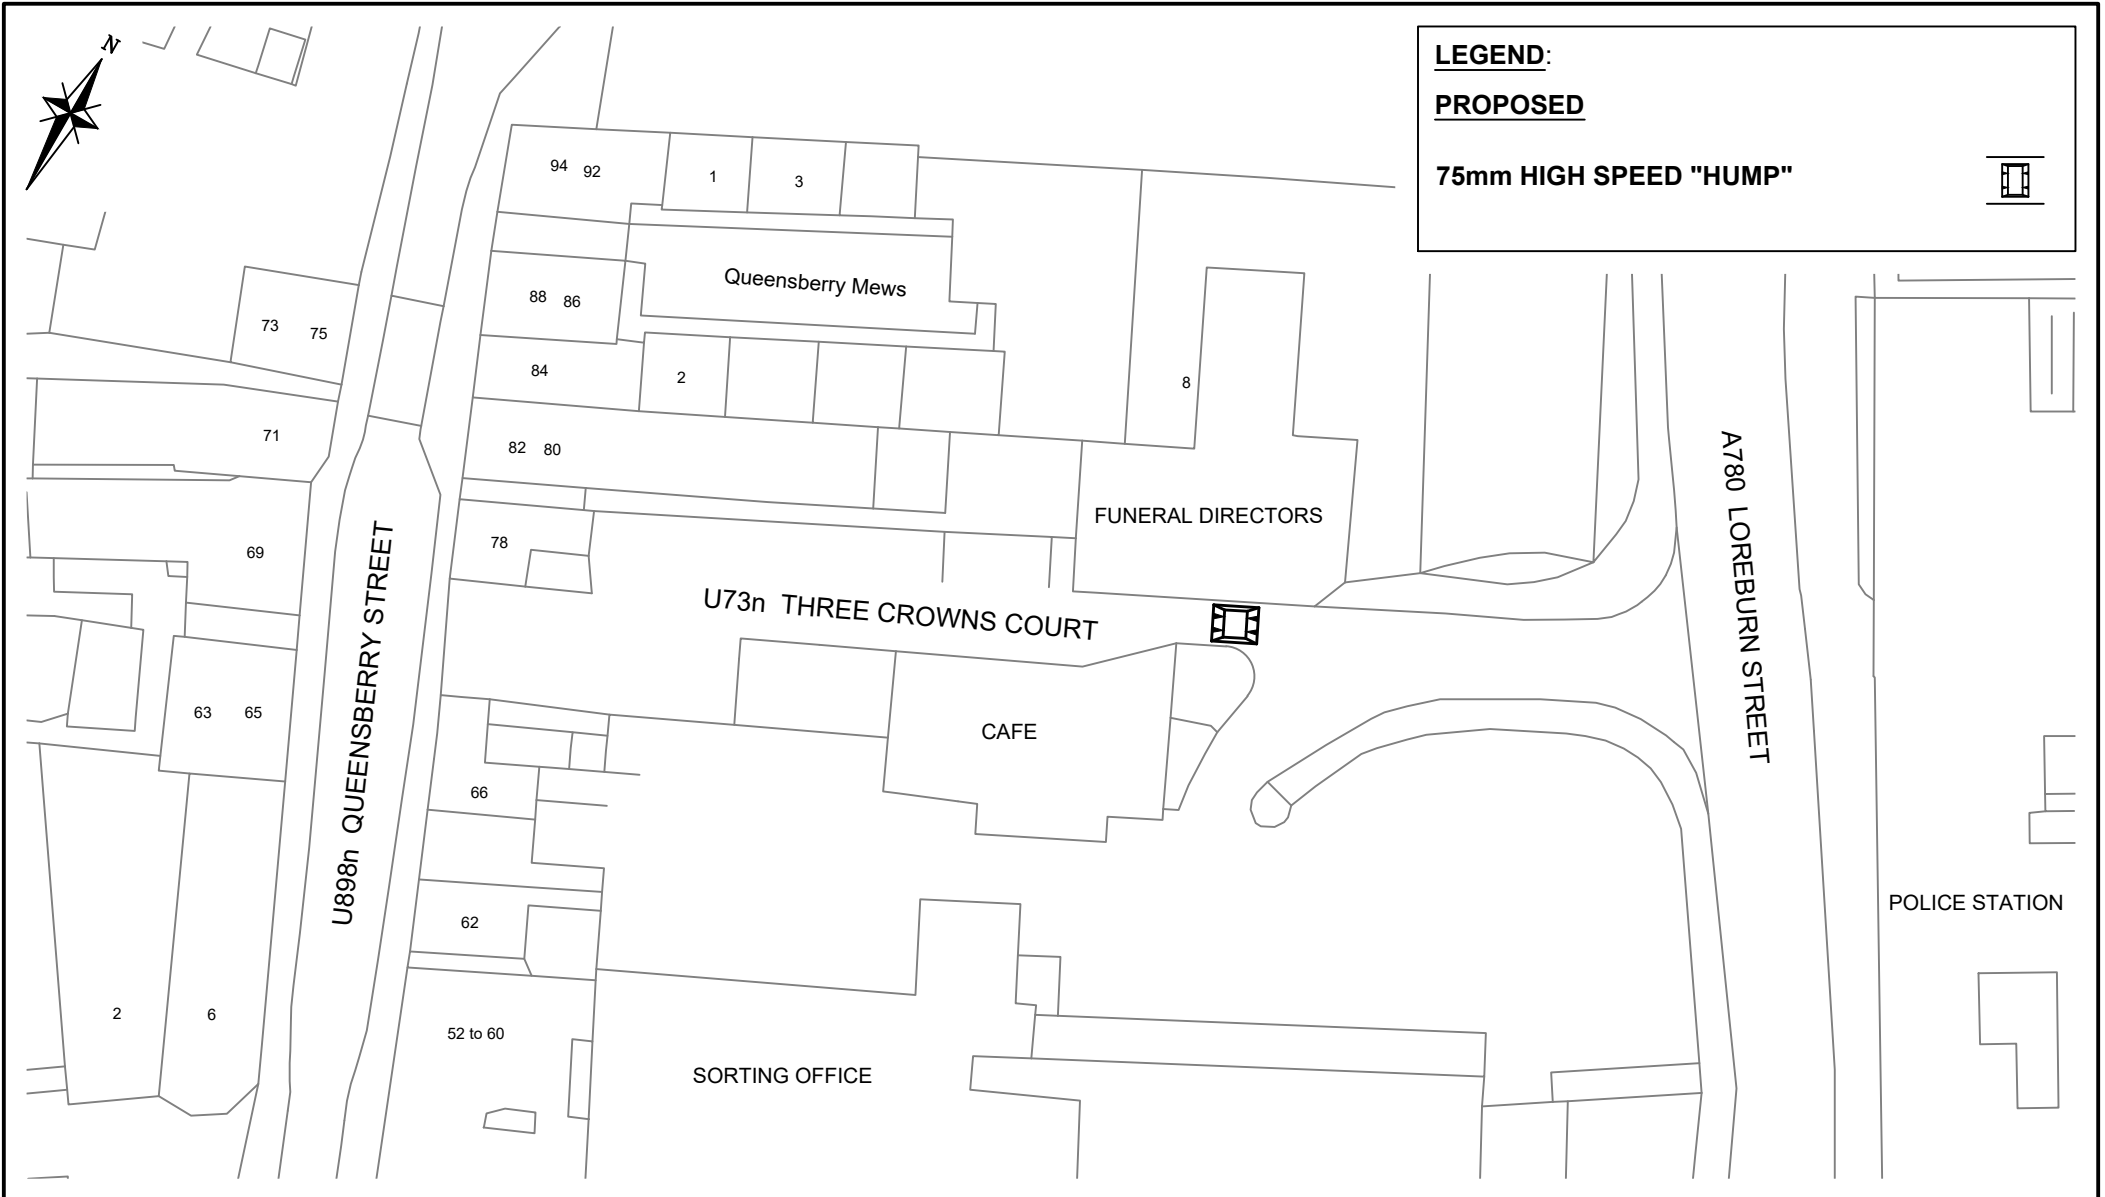 N
LEGEND:
PROPOSED
75mm HIGH SPEED "HUMP"
94 92
1
3
Queensberry Mews
88 86
73 75
84
2
8
71
82 80
FUNERAL DIRECTORS
78
69
U73n THREE CROWNS COURT
A780 LOREBURN STREET
U898n QUEENSBERRY STREET
63 65
CAFE
66
62
POLICE STATION
2
6
52 to 60
SORTING OFFICE